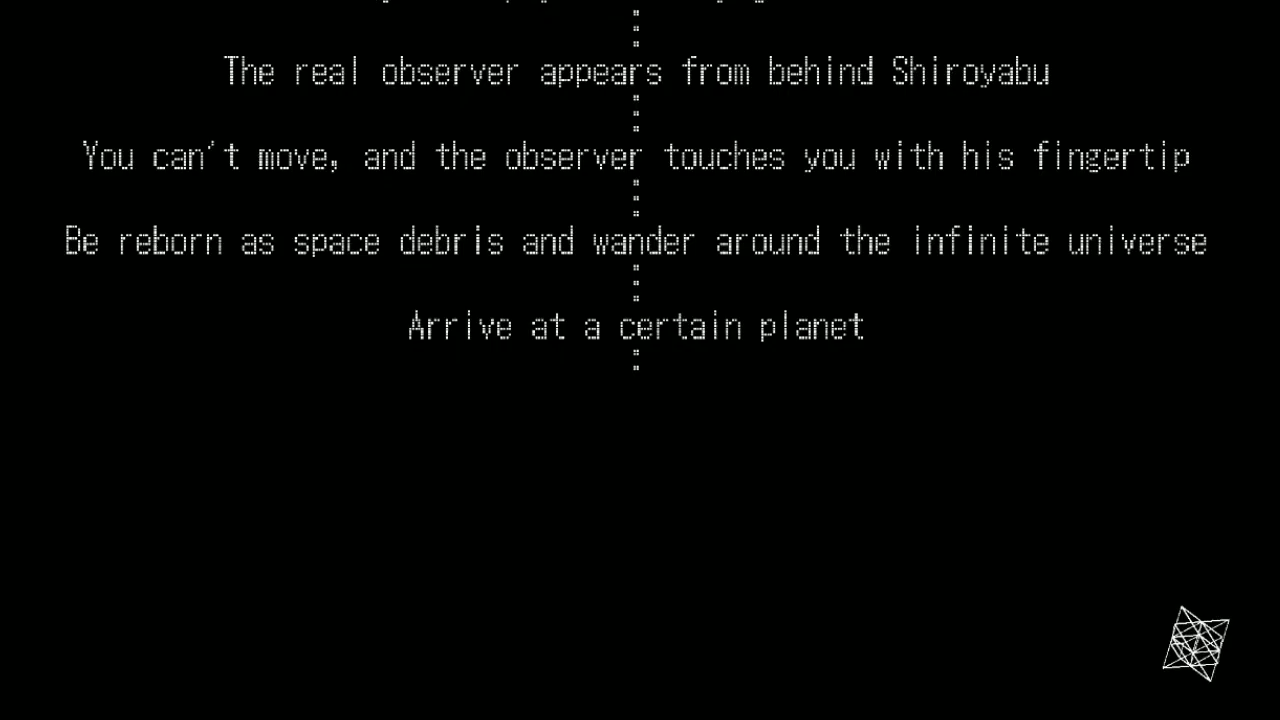 The real observer appears from behind Shiroyabu
You can't move, and the observer touches you with his fingertip
Be reborn as space debris and wander around the infinite universe
Arrive at a certain planet